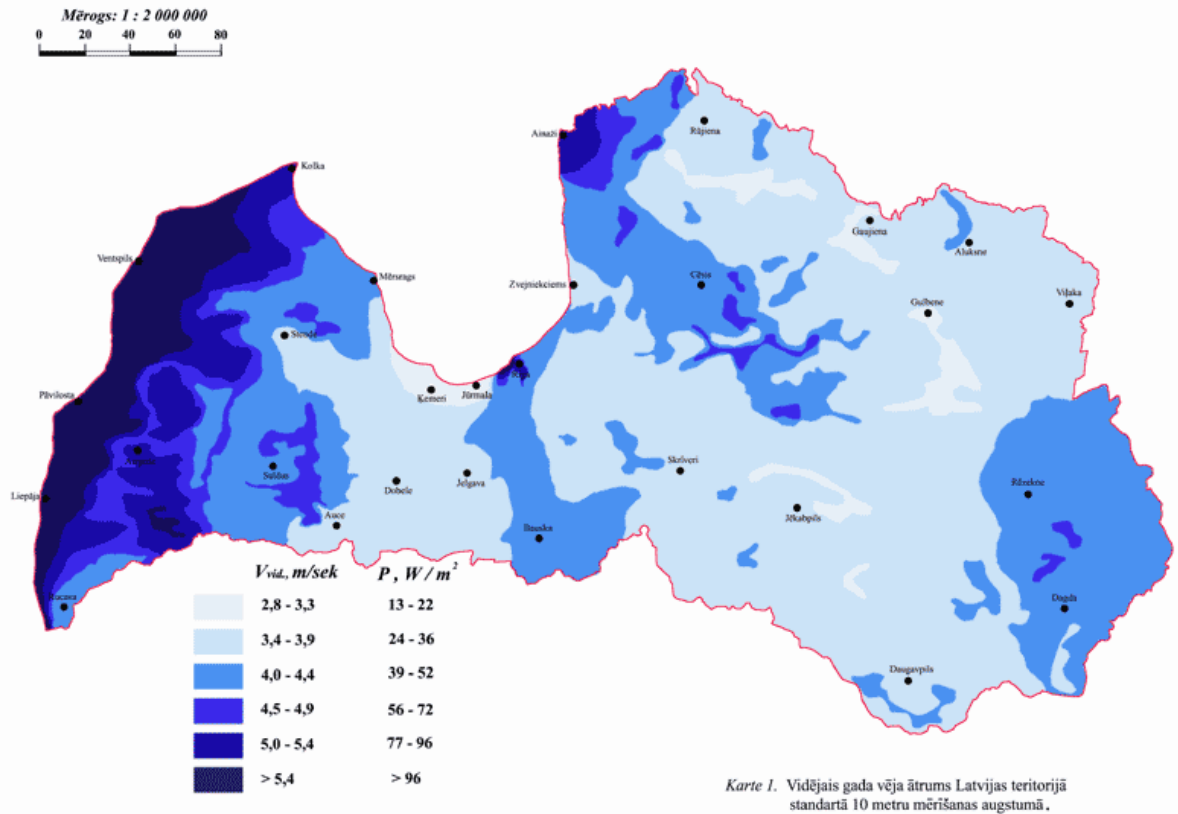 Mērogs: 1 : 2 000 000
0 20 40 60 80
Ainaži
Rūjiena
Kolka
Gaujiena
Alūksne
Ventspils
Mērsrags
Zvejniekciems
Cēsis
Gulbene
Viļaka
Stende
Rīga
Pāvilosta
Ķemeri
Jūrmala
Saldus
Skrīveri
Liepāja
Dobele
Jelgava
Rēzekne
Jēkabpils
Auce
Bauska
Rucava
Dagda
Daugavpils
Vvid., m/sek P , W / m²
2,8 - 3,3 13 - 22
3,4 - 3,9 24 - 36
4,0 - 4,4 39 - 52
4,5 - 4,9 56 - 72
5,0 - 5,4 77 - 96
> 5,4 > 96
Karte 1. Vidējais gada vēja ātrums Latvijas teritorijā
standartā 10 metru mērīšanas augstumā.